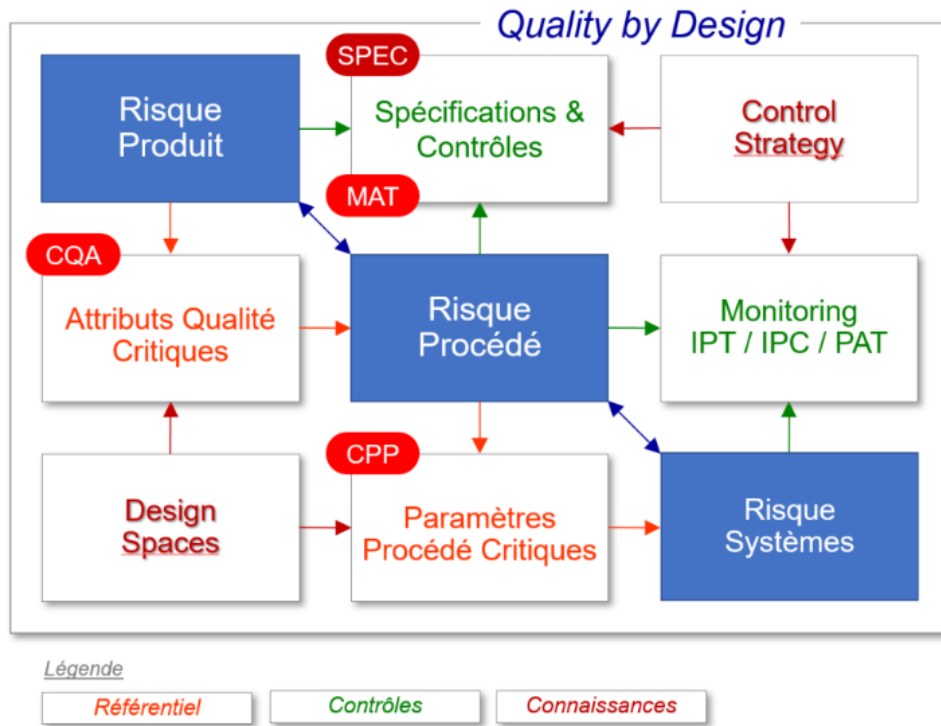 Quality by Design
Risque
Produit
SPEC
Spécifications &
Contrôles
MAT
Control
Strategy
CQA
Attributs Qualité
Critiques
Risque
Procédé
Monitoring
IPT / IPC / PAT
Design
Spaces
CPP
Paramètres
Procédé Critiques
Risque
Systèmes
Légende
Référentiel
Contrôles
Connaissances